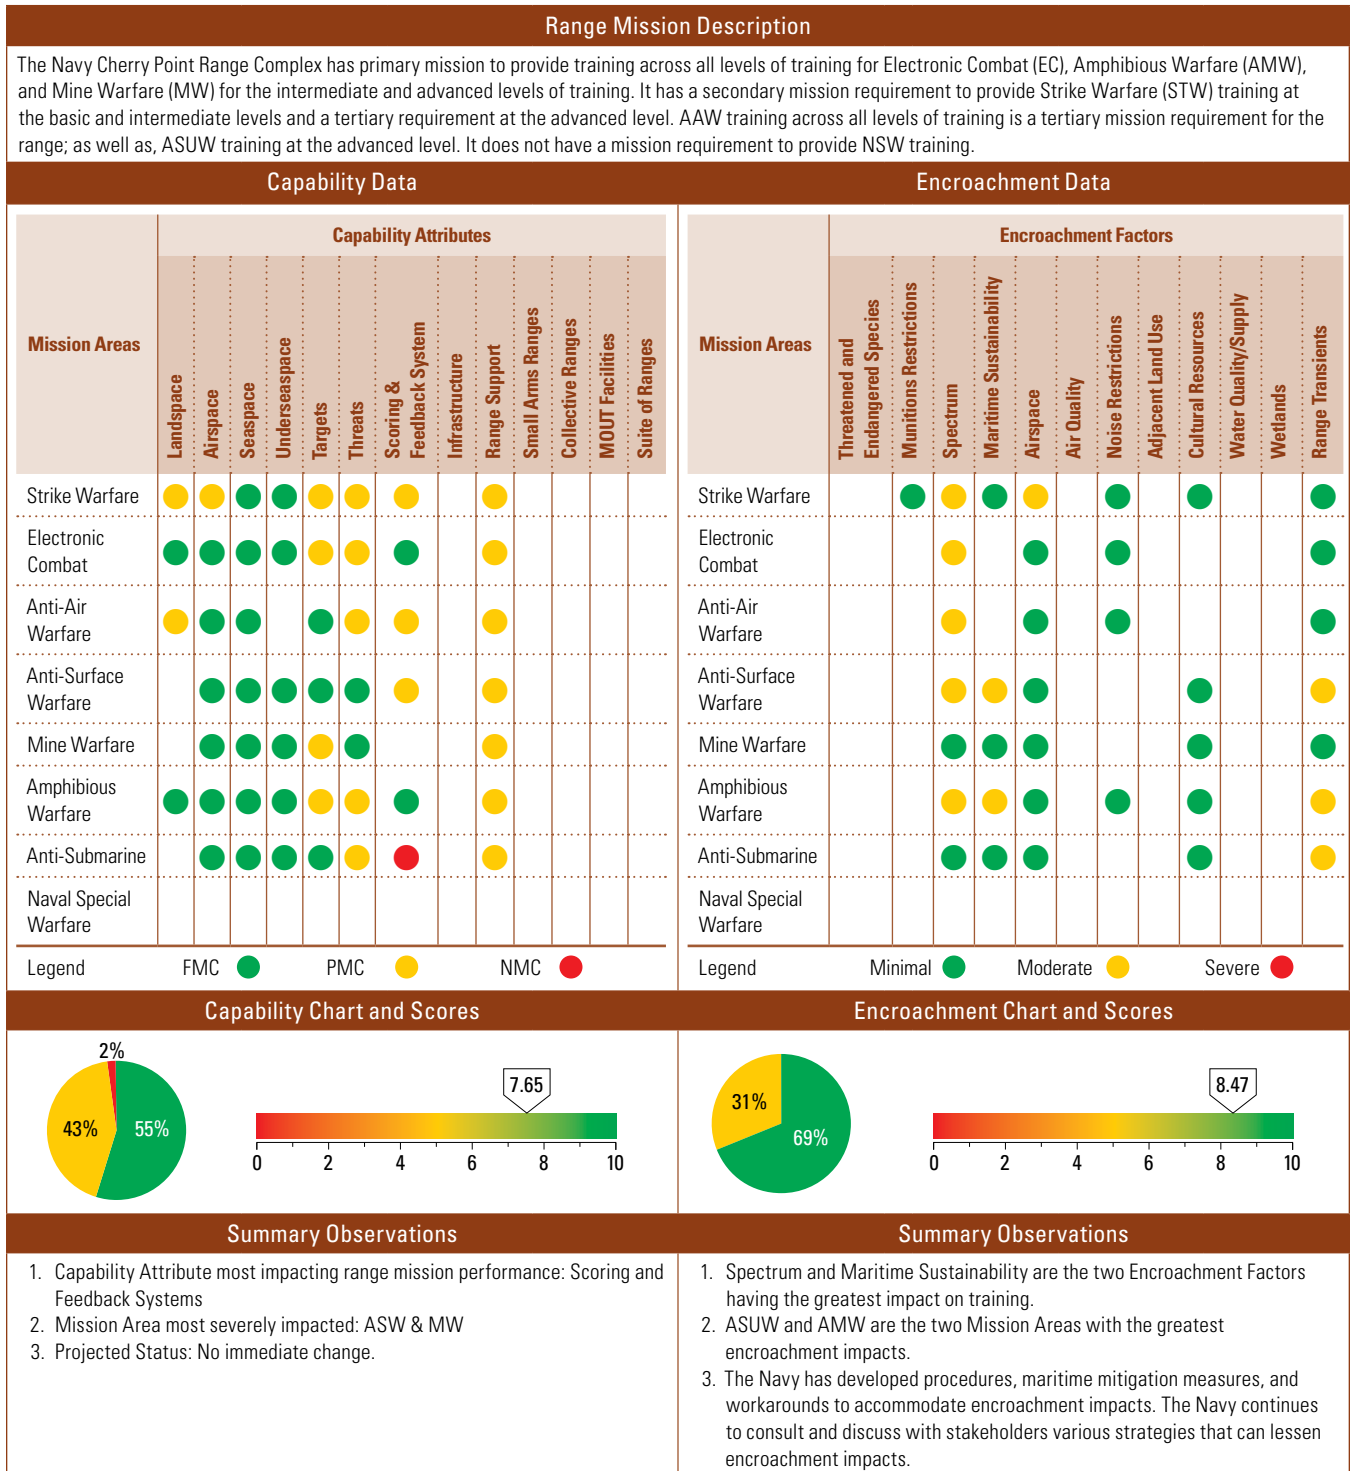 Range Mission Description
The Navy Cherry Point Range Complex has primary mission to provide training across all levels of training for Electronic Combat (EC), Amphibious Warfare (AMW),
and Mine Warfare (MW) for the intermediate and advanced levels of training. It has a secondary mission requirement to provide Strike Warfare (STW) training at
the basic and intermediate levels and a tertiary requirement at the advanced level. AAW training across all levels of training is a tertiary mission requirement for the
range; as well as, ASUW training at the advanced level. It does not have a mission requirement to provide NSW training.
Capability Data
Capability Attributes
Mission Areas
Landspace
Airspace
Seaspace
Underseaspace
Targets
Threats
Scoring &
Feedback System
Infrastructure
Range Support
Small Arms Ranges
Collective Ranges
MOUT Facilities
Suite of Ranges
Strike Warfare
Electronic
Combat
Anti-Air
Warfare
Anti-Surface
Warfare
Mine Warfare
Amphibious
Warfare
Anti-Submarine
Naval Special
Warfare
Legend FMC PMC NMC
Encroachment Data
Encroachment Factors
Mission Areas
Threatened and
Endangered Species
Munitions Restrictions
Spectrum
Maritime Sustainability
Airspace
Air Quality
Noise Restrictions
Adjacent Land Use
Cultural Resources
Water Quality/Supply
Wetlands
Range Transients
Strike Warfare
Electronic
Combat
Anti-Air
Warfare
Anti-Surface
Warfare
Mine Warfare
Amphibious
Warfare
Anti-Submarine
Naval Special
Warfare
Legend Minimal Moderate Severe
Capability Chart and Scores
2%
43%
55%
7.65
0 2 4 6 8 10
Encroachment Chart and Scores
31%
69%
8.47
0 2 4 6 8 10
Summary Observations
1. Capability Attribute most impacting range mission performance: Scoring and
Feedback Systems
2. Mission Area most severely impacted: ASW & MW
3. Projected Status: No immediate change.
Summary Observations
1. Spectrum and Maritime Sustainability are the two Encroachment Factors
having the greatest impact on training.
2. ASUW and AMW are the two Mission Areas with the greatest
encroachment impacts.
3. The Navy has developed procedures, maritime mitigation measures, and
workarounds to accommodate encroachment impacts. The Navy continues
to consult and discuss with stakeholders various strategies that can lessen
encroachment impacts.